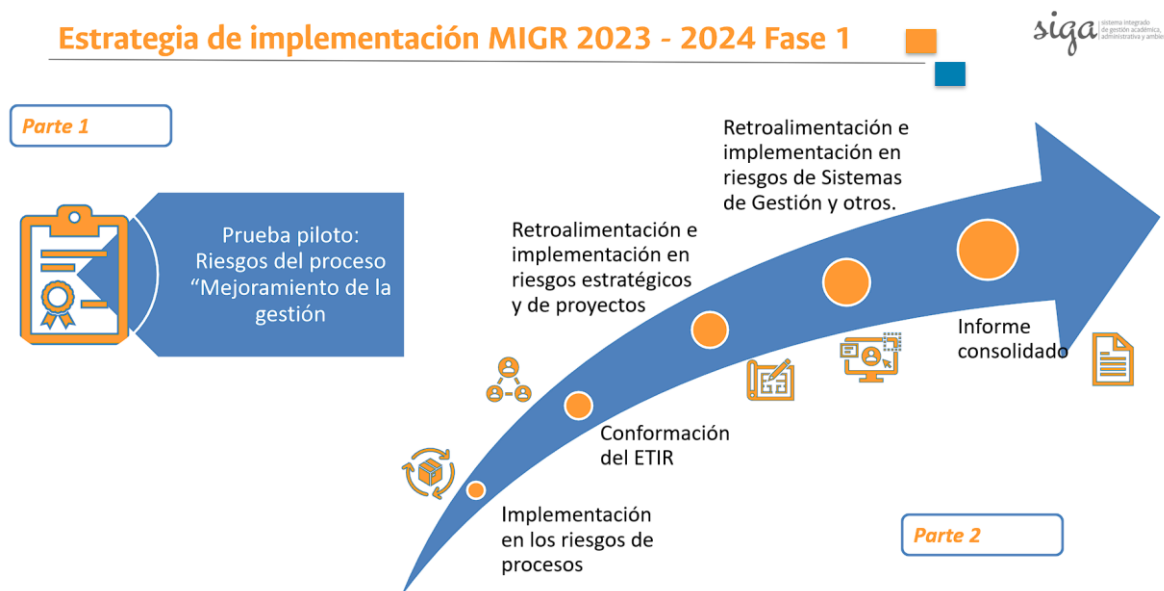 Estrategia de implementación MIGR 2023 - 2024 Fase 1
siga
sistema integrado
de gestión académica,
administrativa y ambie
Parte 1
Prueba piloto:
Riesgos del proceso
“Mejoramiento de la
gestión
Retroalimentación e
implementación en
riesgos de Sistemas
de Gestión y otros.
Retroalimentación e
implementación en
riesgos estratégicos
y de proyectos
Informe
consolidado
Conformación
del ETIR
Implementación
en los riesgos de
procesos
Parte 2